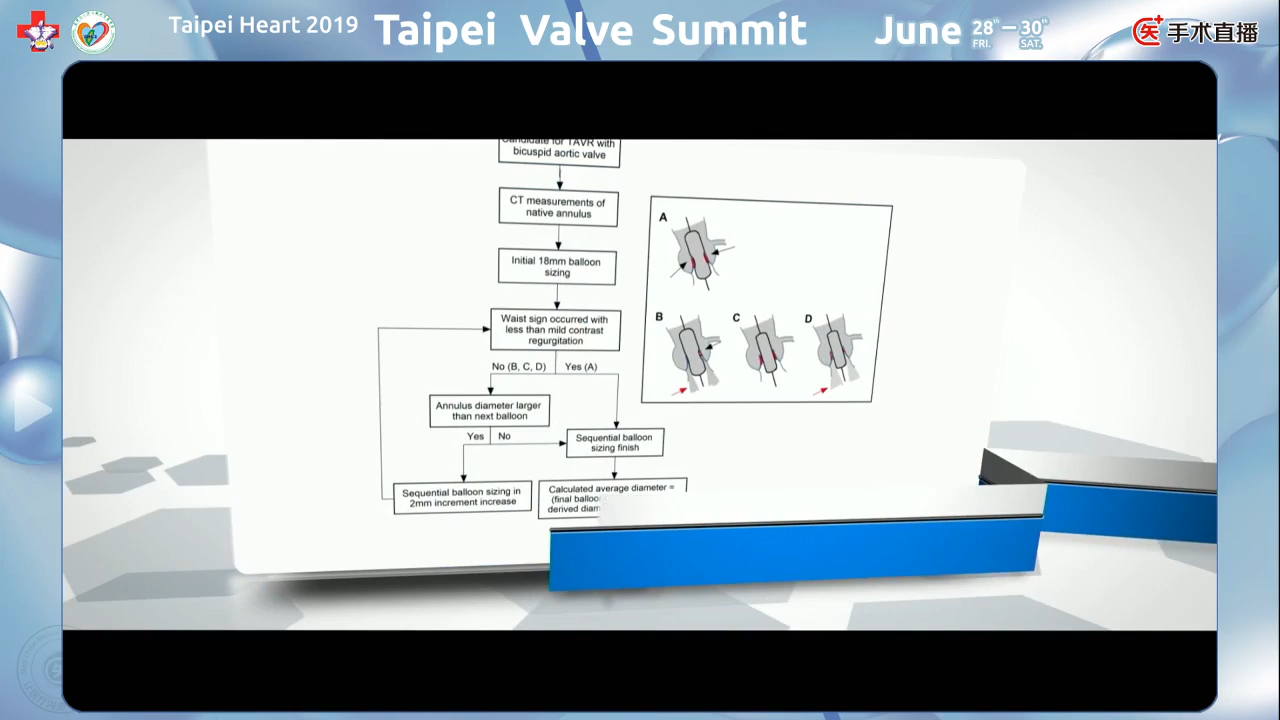 Taipei Heart 2019
Taipei Valve Summit
June 28th – 30th
FRI. SAT.
手术直播
Candidate for TAVR with
bicuspid aortic valve
CT measurements of
native annulus
Initial 18mm balloon
sizing
Waist sign occurred with
less than mild contrast
regurgitation
No (B, C, D) Yes (A)
Annulus diameter larger
than next balloon
Yes No
Sequential balloon
sizing finish
Sequential balloon sizing in
2mm increment increase
Calculated average diameter =
(final balloo
derived diam
A
B C D